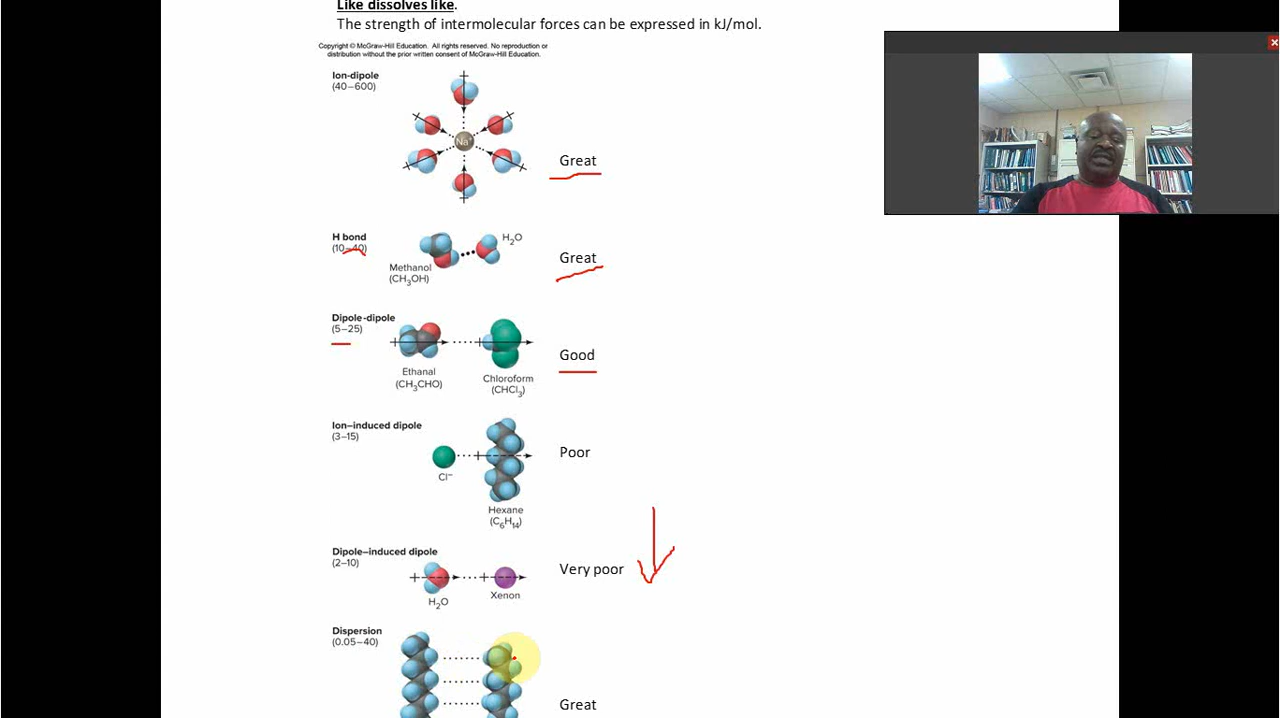 Like dissolves like.
The strength of intermolecular forces can be expressed in kJ/mol.
Copyright © McGraw-Hill Education. All rights reserved. No reproduction or
distribution without the prior written consent of McGraw-Hill Education.
Ion-dipole
(40–600)
Na⁺
Great
H bond
(10–40)
H₂O
Great
Methanol
(CH₃OH)
Dipole-dipole
(5–25)
Good
Ethanal
(CH₃CHO)
Chloroform
(CHCl₃)
Ion–induced dipole
(3–15)
Poor
Cl⁻
Hexane
(C₆H₁₄)
Dipole–induced dipole
(2–10)
Very poor
H₂O
Xenon
Dispersion
(0.05–40)
Great